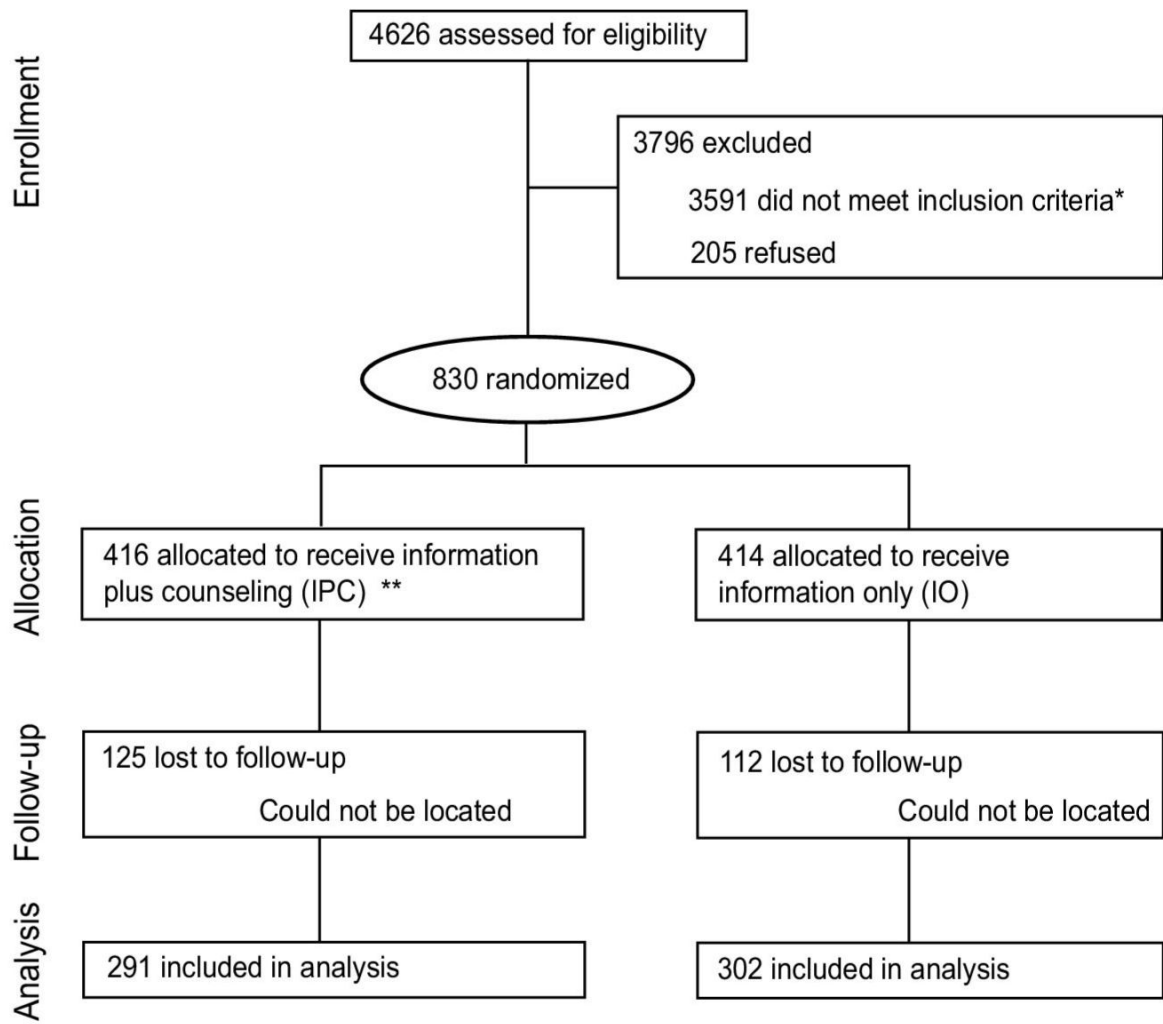 Enrollment
4626 assessed for eligibility
3796 excluded
3591 did not meet inclusion criteria*
205 refused
830 randomized
Allocation
416 allocated to receive information
plus counseling (IPC) **
414 allocated to receive
information only (IO)
Follow-up
125 lost to follow-up
Could not be located
112 lost to follow-up
Could not be located
Analysis
291 included in analysis
302 included in analysis